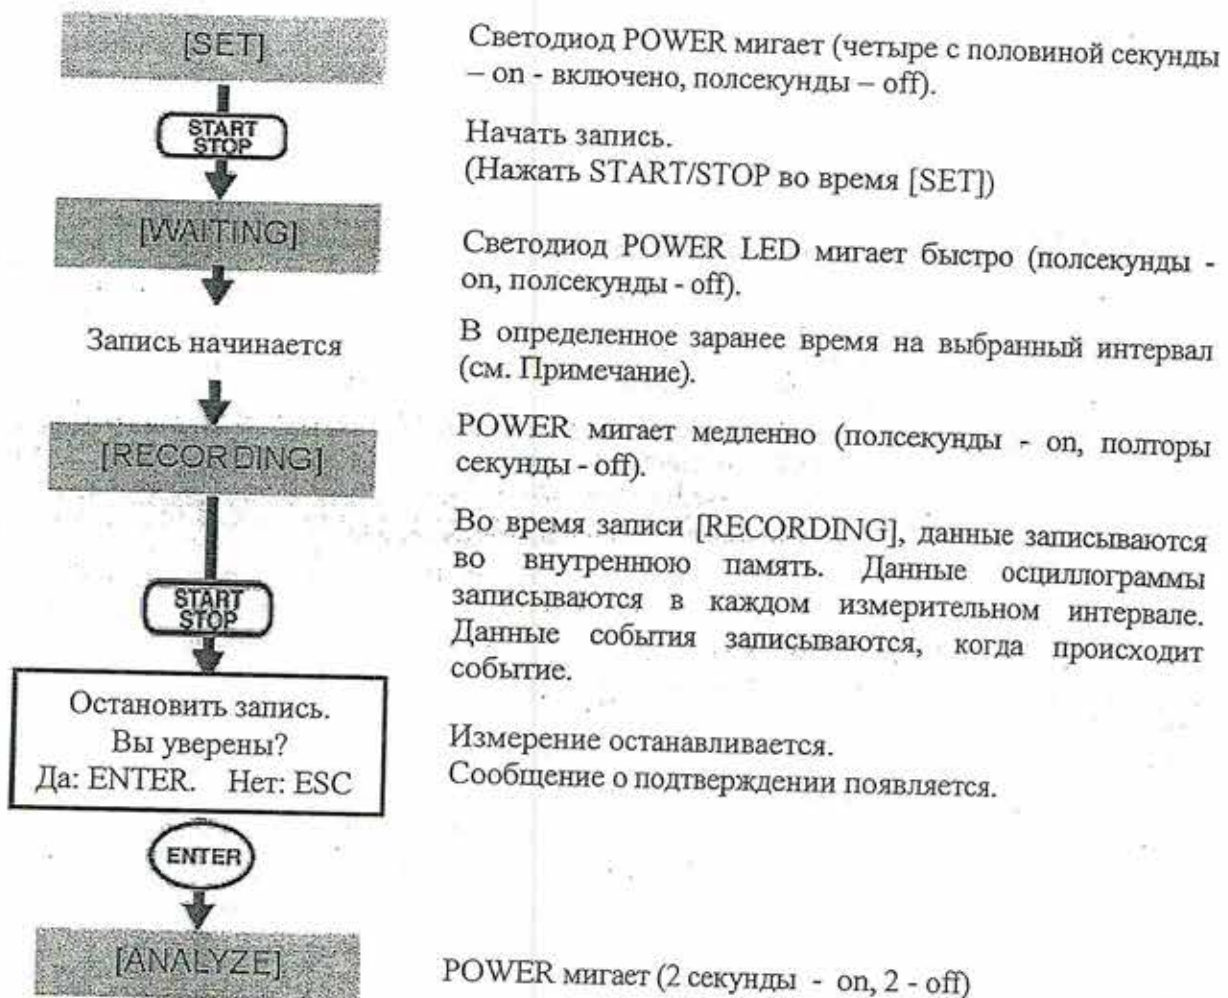 [SET]
Светодиод POWER мигает (четыре с половиной секунды
– on - включено, полсекунды – off).
START
STOP
Начать запись.
(Нажать START/STOP во время [SET])
[WAITING]
Светодиод POWER LED мигает быстро (полсекунды -
on, полсекунды - off).
Запись начинается
В определенное заранее время на выбранный интервал
(см. Примечание).
[RECORDING]
POWER мигает медленно (полсекунды - on, полторы
секунды - off).
Во время записи [RECORDING], данные записываются
во внутреннюю память. Данные осциллограммы
записываются в каждом измерительном интервале.
Данные события записываются, когда происходит
событие.
START
STOP
Остановить запись.
Вы уверены?
Да: ENTER. Нет: ESC
Измерение останавливается.
Сообщение о подтверждении появляется.
ENTER
[ANALYZE]
POWER мигает (2 секунды - on, 2 - off)